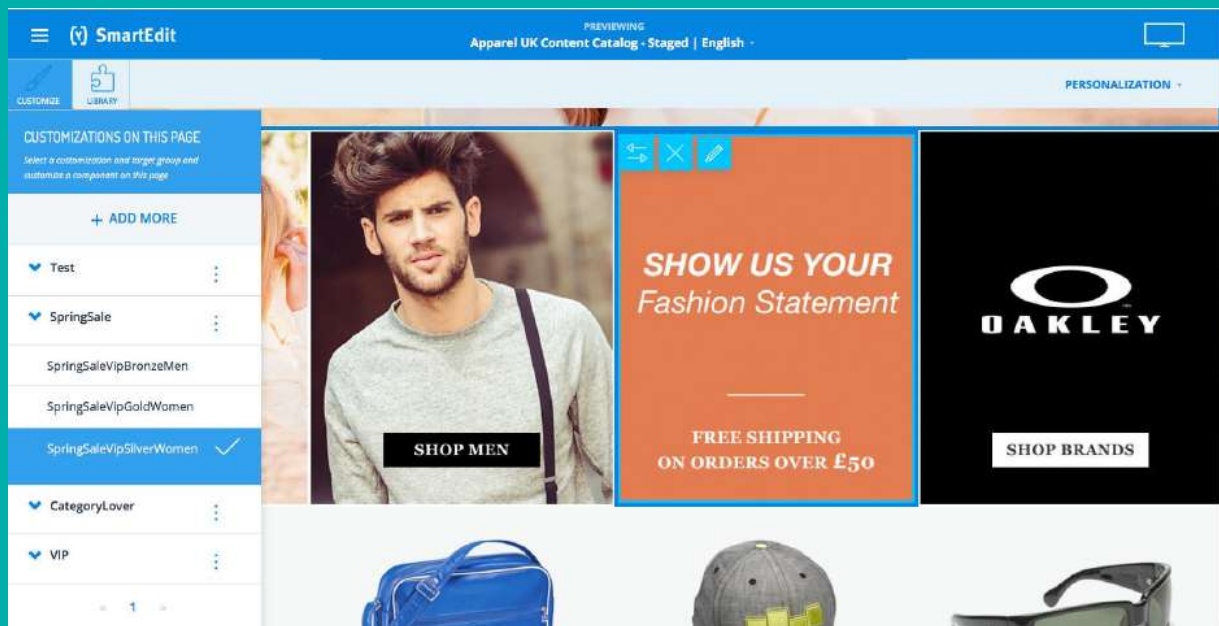 SmartEdit
PREVIEWING
Apparel UK Content Catalog - Staged | English
CUSTOMIZE
LIBRARY
PERSONALIZATION
CUSTOMIZATIONS ON THIS PAGE
Select a customization and target group and
customize a component on this page
+ ADD MORE
Test
SpringSale
SpringSaleVipBronzeMen
SpringSaleVipGoldWomen
SpringSaleVipSilverWomen
CategoryLover
VIP
« 1 »
SHOP MEN
SHOW US YOUR
Fashion Statement
FREE SHIPPING
ON ORDERS OVER £50
OAKLEY
SHOP BRANDS